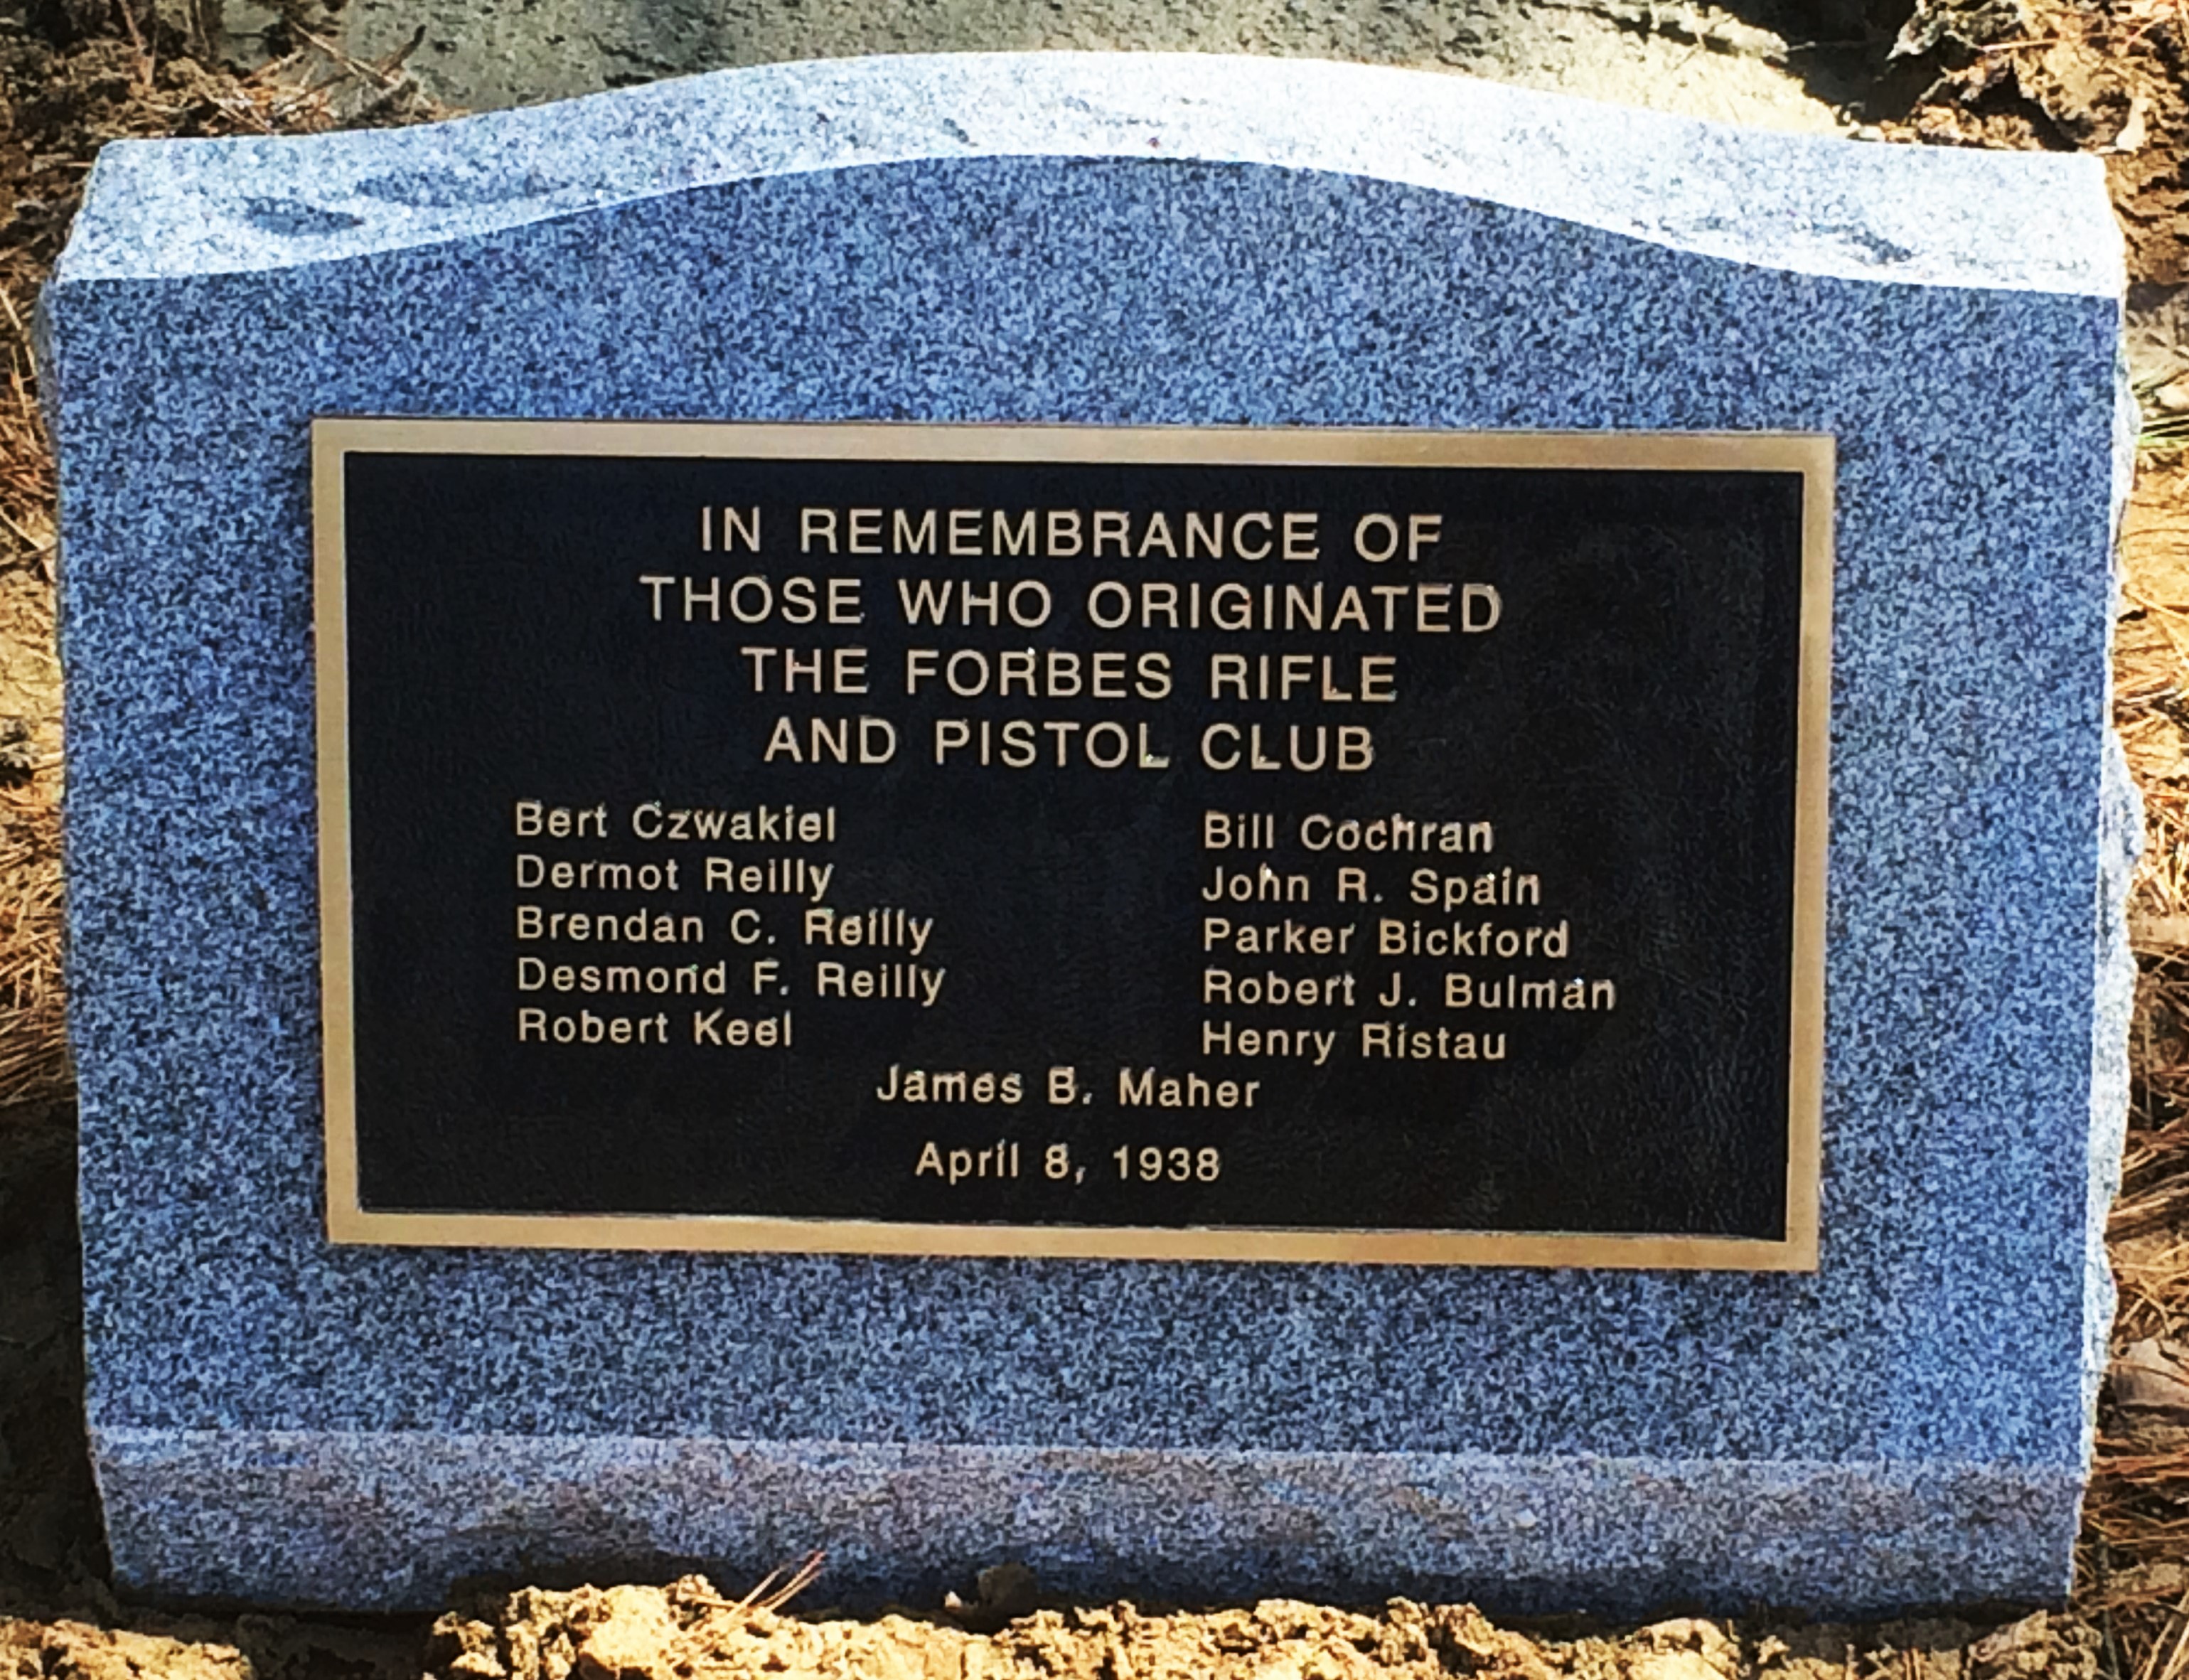 IN REMEMBRANCE OF
THOSE WHO ORIGINATED
THE FORBES RIFLE
AND PISTOL CLUB
Bert Czwakiel
Dermot Reilly
Brendan C. Reilly
Desmond F. Reilly
Robert Keel
Bill Cochran
John R. Spain
Parker Bickford
Robert J. Bulman
Henry Ristau
James B. Maher
April 8, 1938